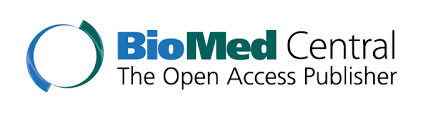 BioMed Central
The Open Access Publisher